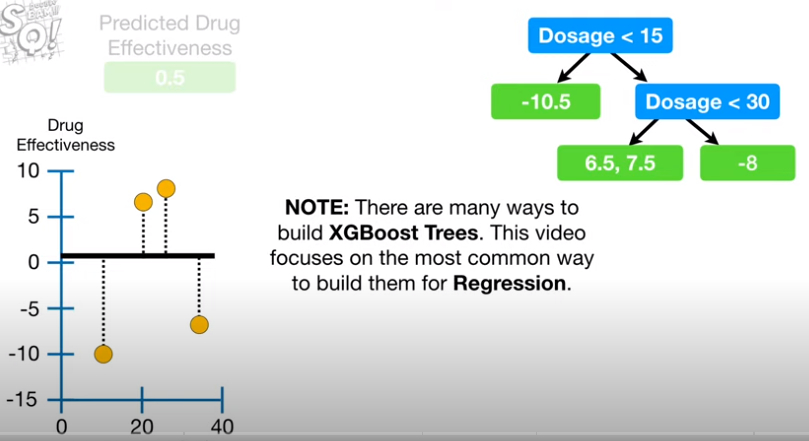 SQ!
Predicted Drug
Effectiveness
0.5
Dosage < 15
-10.5
Dosage < 30
6.5, 7.5
-8
Drug
Effectiveness
10
5
0
-5
-10
-15
0
20
40
NOTE: There are many ways to
build XGBoost Trees. This video
focuses on the most common way
to build them for Regression.